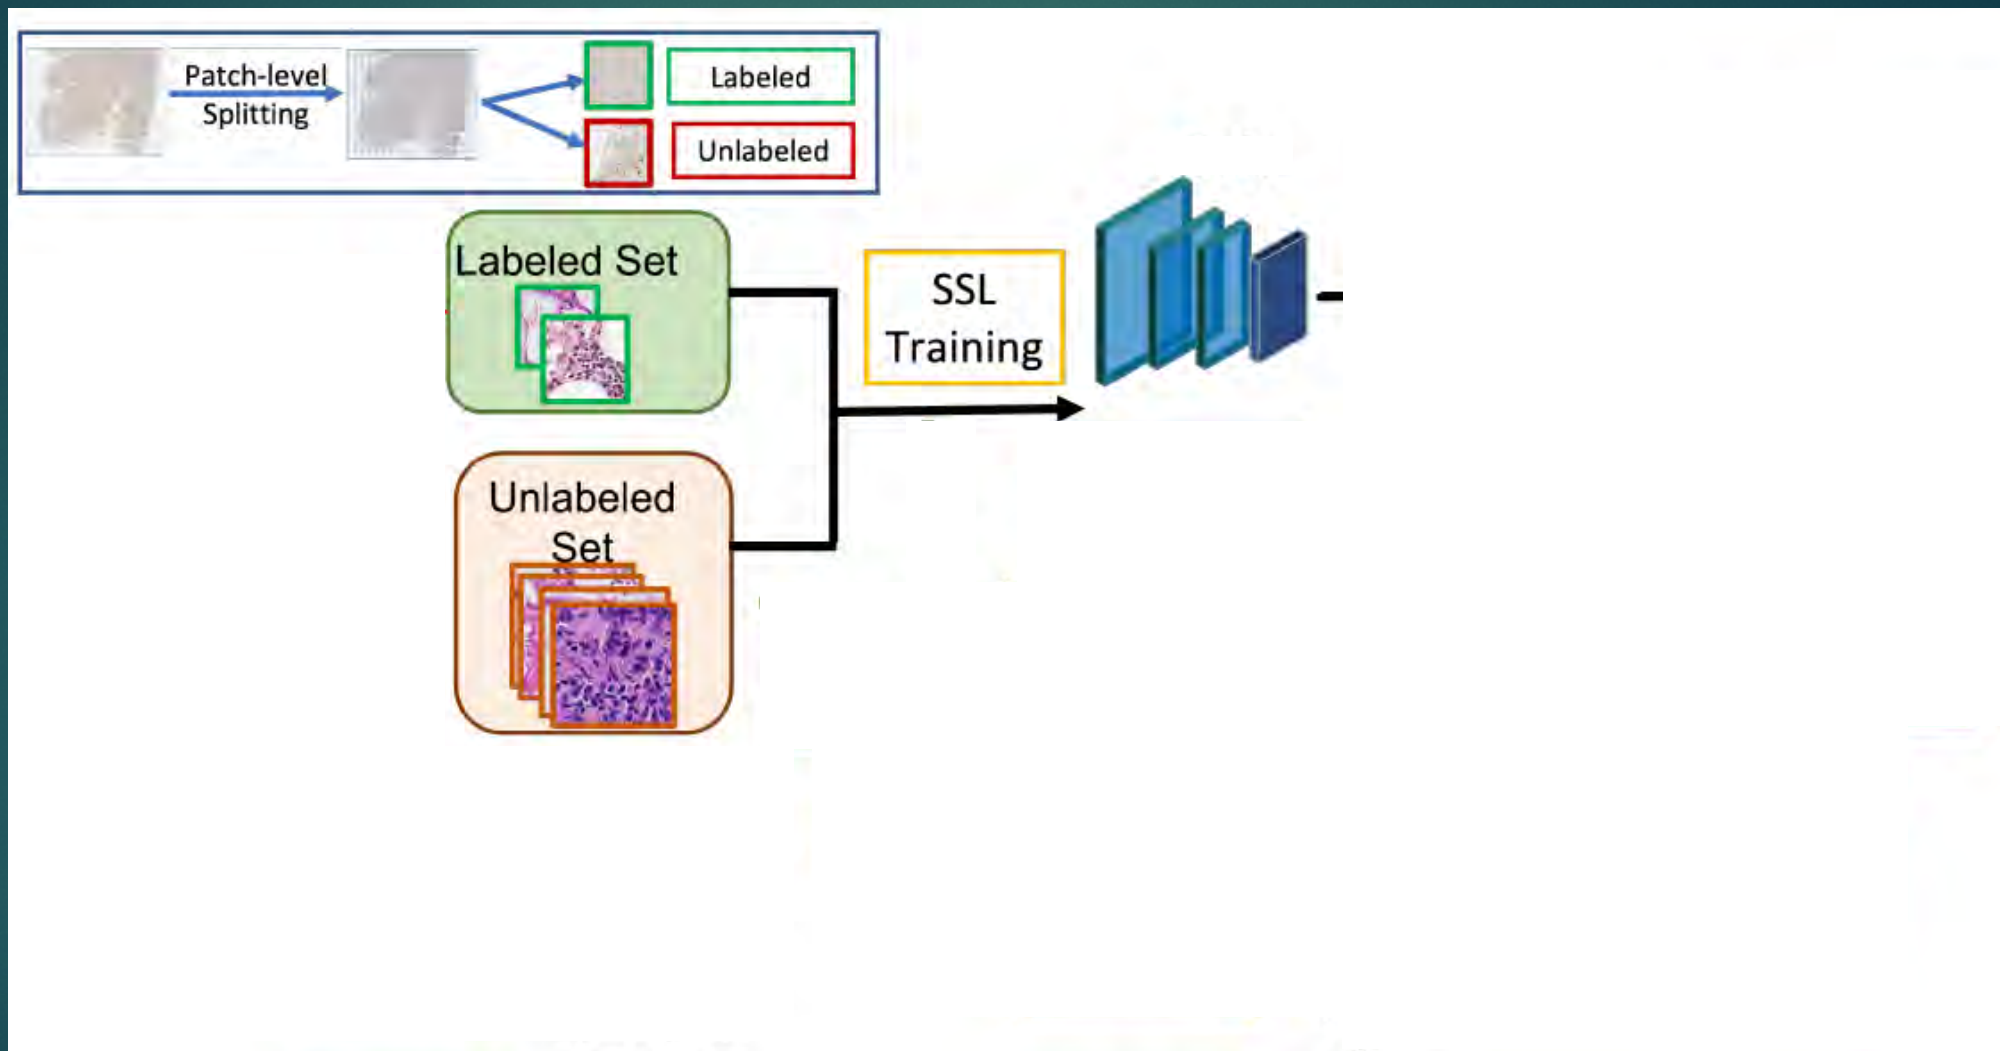 Patch-level
Splitting
Labeled
Unlabeled
Labeled Set
SSL
Training
Unlabeled
Set